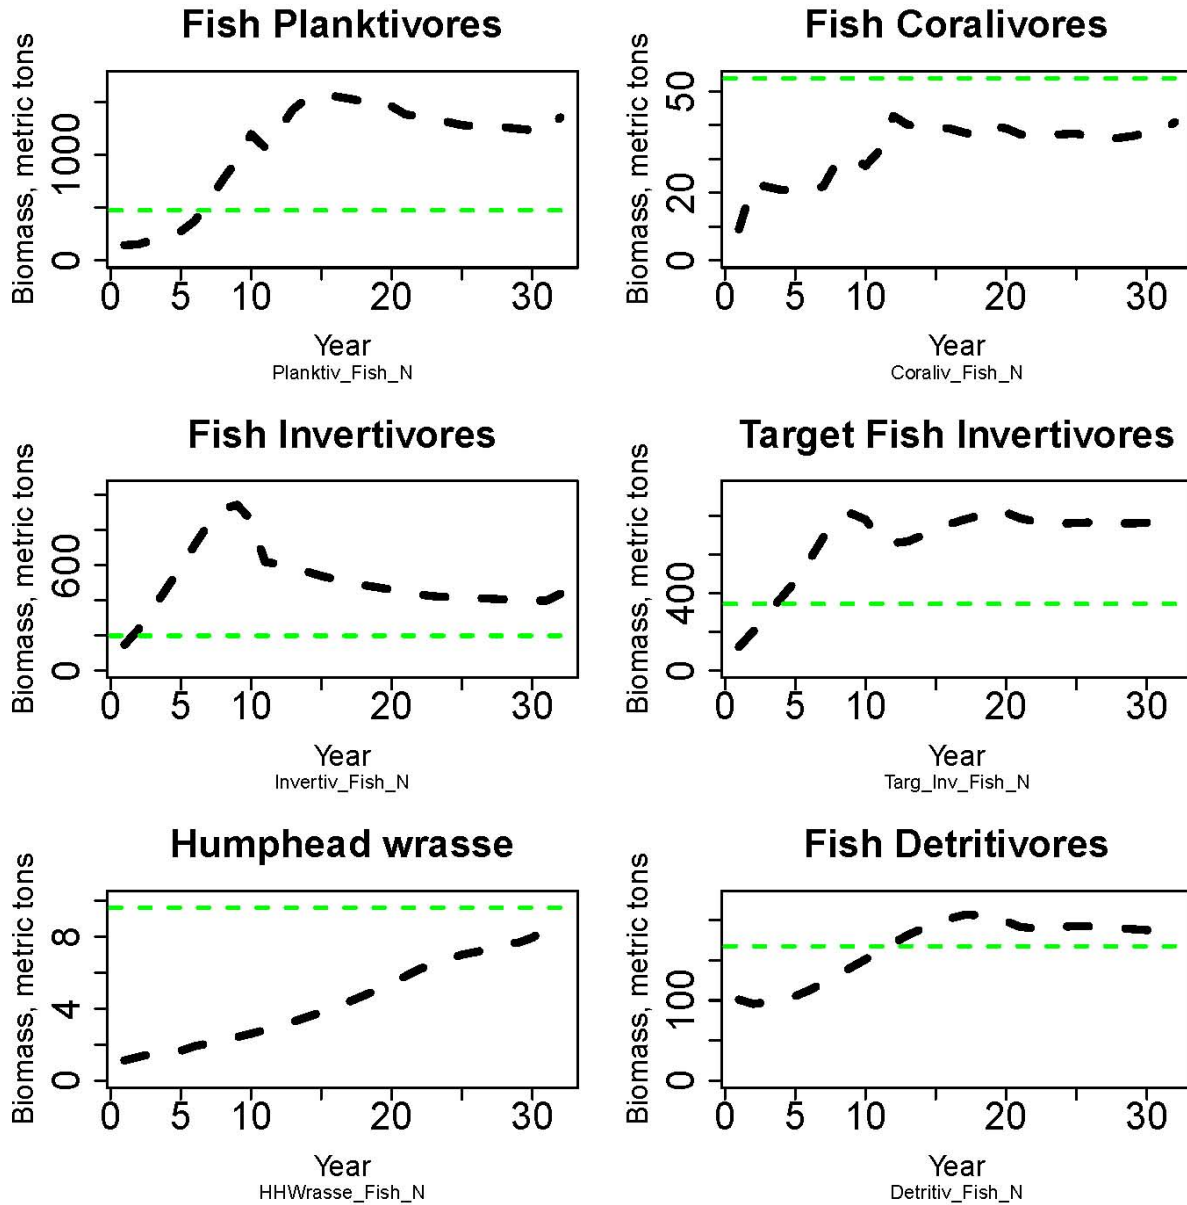 Fish Planktivores
Biomass, metric tons
0 1000
0 5 10 20 30
Year
Planktiv_Fish_N
Fish Coralivores
Biomass, metric tons
0 20 50
0 5 10 20 30
Year
Coraliv_Fish_N
Fish Invertivores
Biomass, metric tons
0 600
0 5 10 20 30
Year
Invertiv_Fish_N
Target Fish Invertivores
Biomass, metric tons
0 400
0 5 10 20 30
Year
Targ_Inv_Fish_N
Humphead wrasse
Biomass, metric tons
0 4 8
0 5 10 20 30
Year
HHWrasse_Fish_N
Fish Detritivores
Biomass, metric tons
0 100
0 5 10 20 30
Year
Detritiv_Fish_N